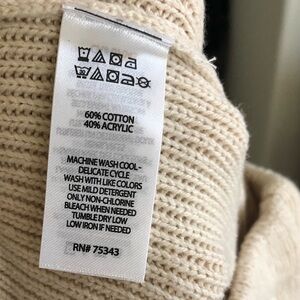 60% COTTON
40% ACRYLIC
MACHINE WASH COOL-
DELICATE CYCLE
WASH WITH LIKE COLORS
USE MILD DETERGENT
ONLY NON-CHLORINE
BLEACH WHEN NEEDED
TUMBLE DRY LOW
LOW IRON IF NEEDED
RN# 75343